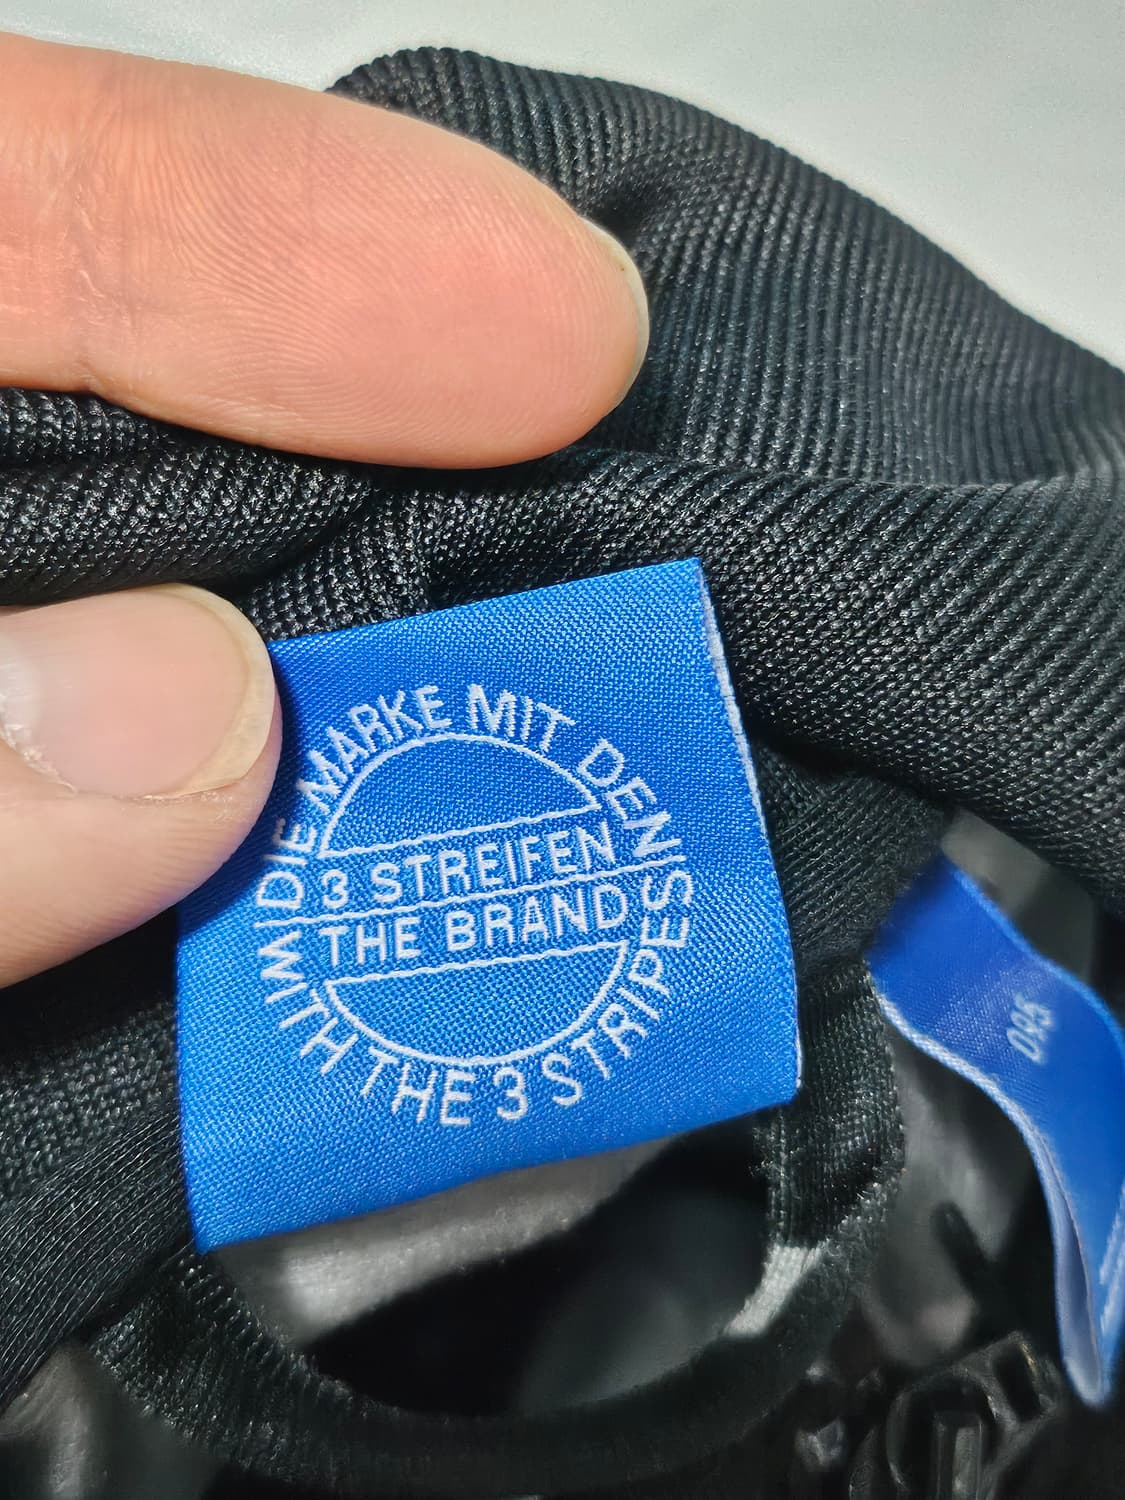 DIE MARKE MIT DEN
3 STREIFEN
THE BRAND
WITH THE 3 STRIPES